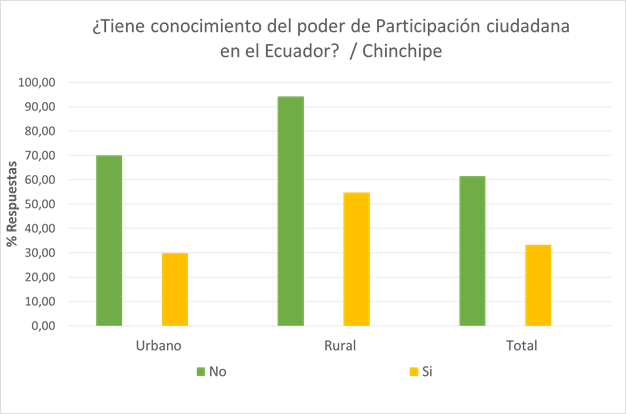 ¿Tiene conocimiento del poder de Participación ciudadana
en el Ecuador?  / Chinchipe
% Respuestas
100,00
90,00
80,00
70,00
60,00
50,00
40,00
30,00
20,00
10,00
0,00
Urbano Rural Total
No Si